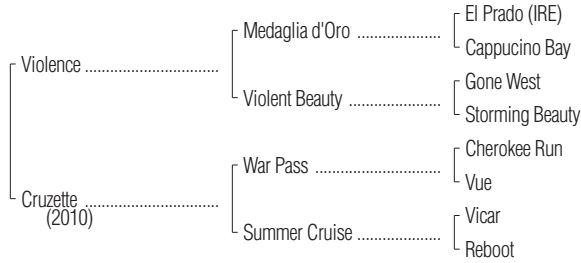 El Prado (IRE)
Medaglia d'Oro ..................
Cappucino Bay
Violence .............................
Gone West
Violent Beauty ....................
Storming Beauty
Cherokee Run
War Pass ...........................
Vue
Cruzette .............................
(2010)
Vicar
Summer Cruise ..................
Reboot